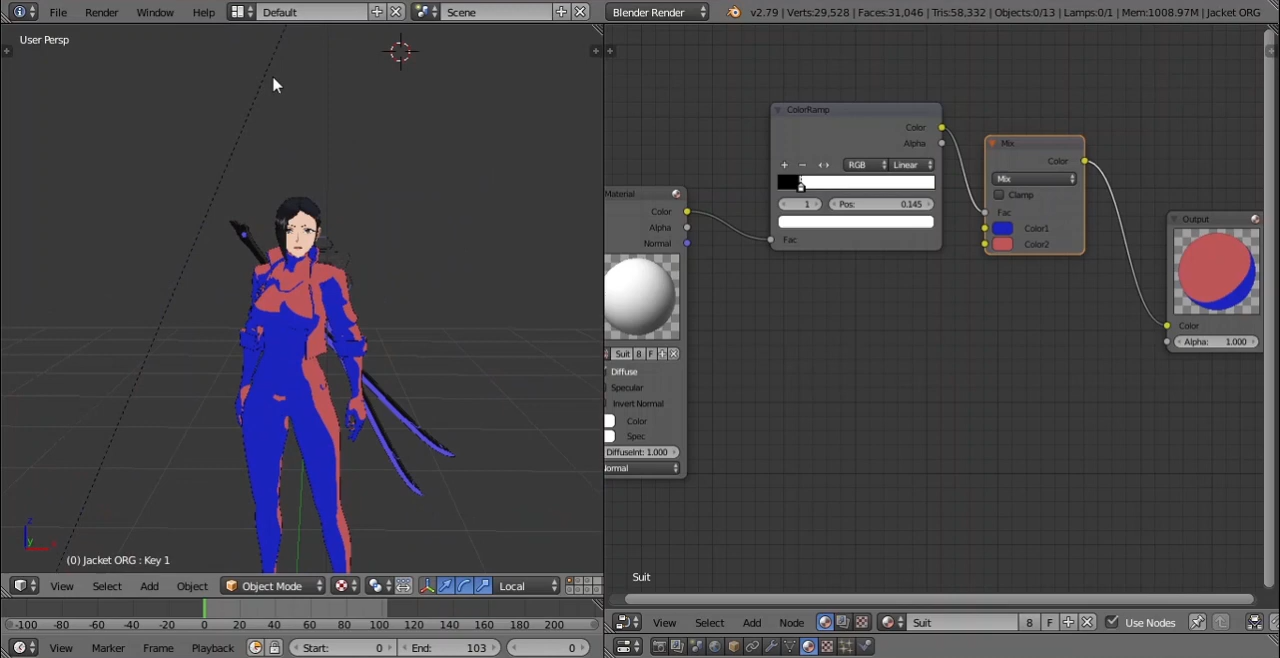 File Render Window Help Default Scene Blender Render v2.79 | Verts:29,528 | Faces:31,046 | Tris:58,332 | Objects:0/13 | Lamps:0/1 | Mem:1008.97M | Jacket ORG
User Persp
ColorRamp
Color
Alpha
RGB Linear
1 Pos: 0.145
Fac
Mix
Color
Mix
Clamp
Fac
Color1
Color2
Material
Color
Alpha
Normal
Suit 8 F
Diffuse
Specular
Invert Normal
Color
Spec
DiffuseInt: 1.000
Normal
Output
Color
Alpha: 1.000
z
y
x
(0) Jacket ORG : Key 1
Suit
View Select Add Object Object Mode Local
-100 -80 -60 -40 -20 0 20 40 60 80 100 120 140 160 180 200
View Marker Frame Playback Start: 0 End: 103 0
View Select Add Node Suit 8 F Use Nodes